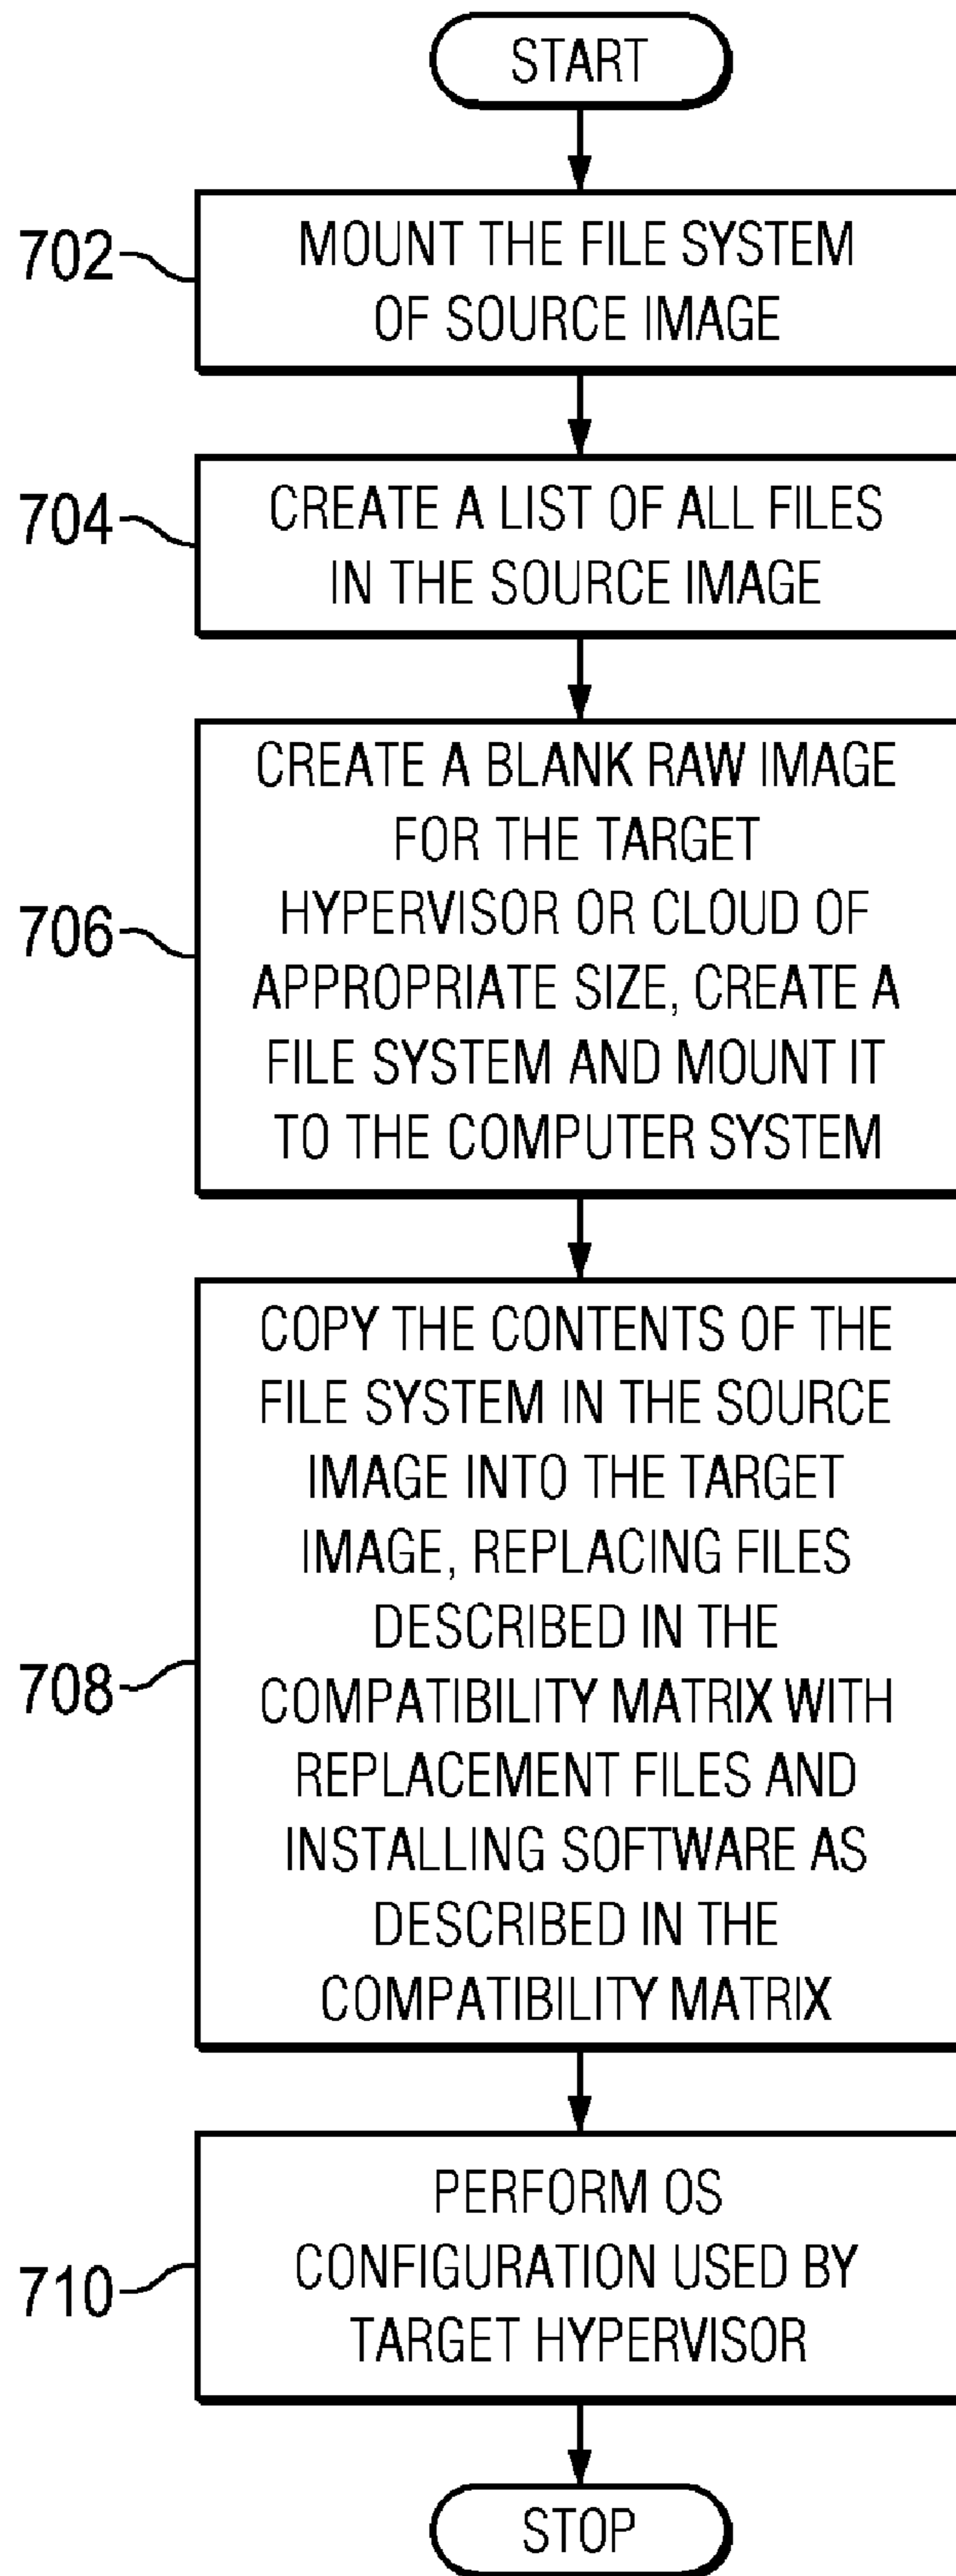 START
702
MOUNT THE FILE SYSTEM
OF SOURCE IMAGE
704
CREATE A LIST OF ALL FILES
IN THE SOURCE IMAGE
706
CREATE A BLANK RAW IMAGE
FOR THE TARGET
HYPERVISOR OR CLOUD OF
APPROPRIATE SIZE, CREATE A
FILE SYSTEM AND MOUNT IT
TO THE COMPUTER SYSTEM
708
COPY THE CONTENTS OF THE
FILE SYSTEM IN THE SOURCE
IMAGE INTO THE TARGET
IMAGE, REPLACING FILES
DESCRIBED IN THE
COMPATIBILITY MATRIX WITH
REPLACEMENT FILES AND
INSTALLING SOFTWARE AS
DESCRIBED IN THE
COMPATIBILITY MATRIX
710
PERFORM OS
CONFIGURATION USED BY
TARGET HYPERVISOR
STOP